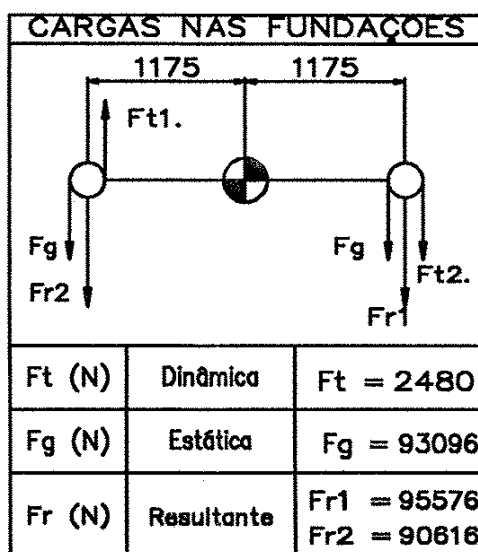 CARGAS NAS FUNDAÇÕES
1175 1175
Ft1.
Fg Fg
Ft2.
Fr2 Fr1
Ft (N) Dinâmica Ft = 2480
Fg (N) Estática Fg = 93096
Fr (N) Resultante Fr1 = 95576
Fr2 = 90616